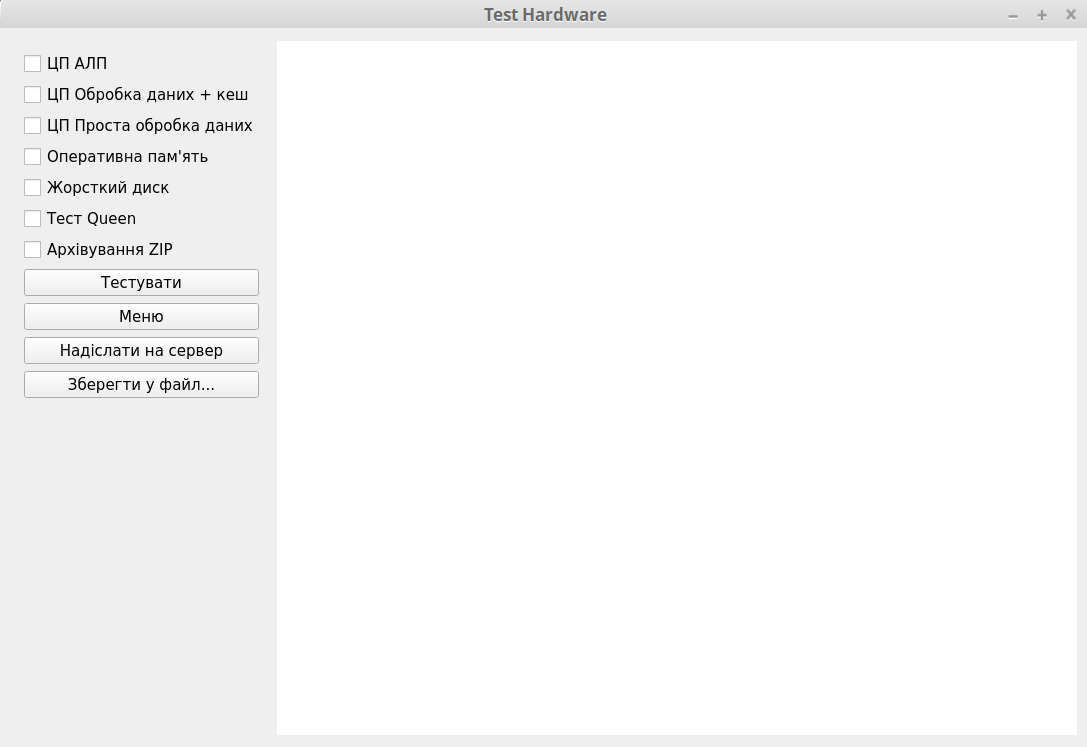 Test Hardware
ЦП АЛП
ЦП Обробка даних + кеш
ЦП Проста обробка даних
Оперативна пам'ять
Жорсткий диск
Тест Queen
Архівування ZIP
Тестувати
Меню
Надіслати на сервер
Зберегти у файл...